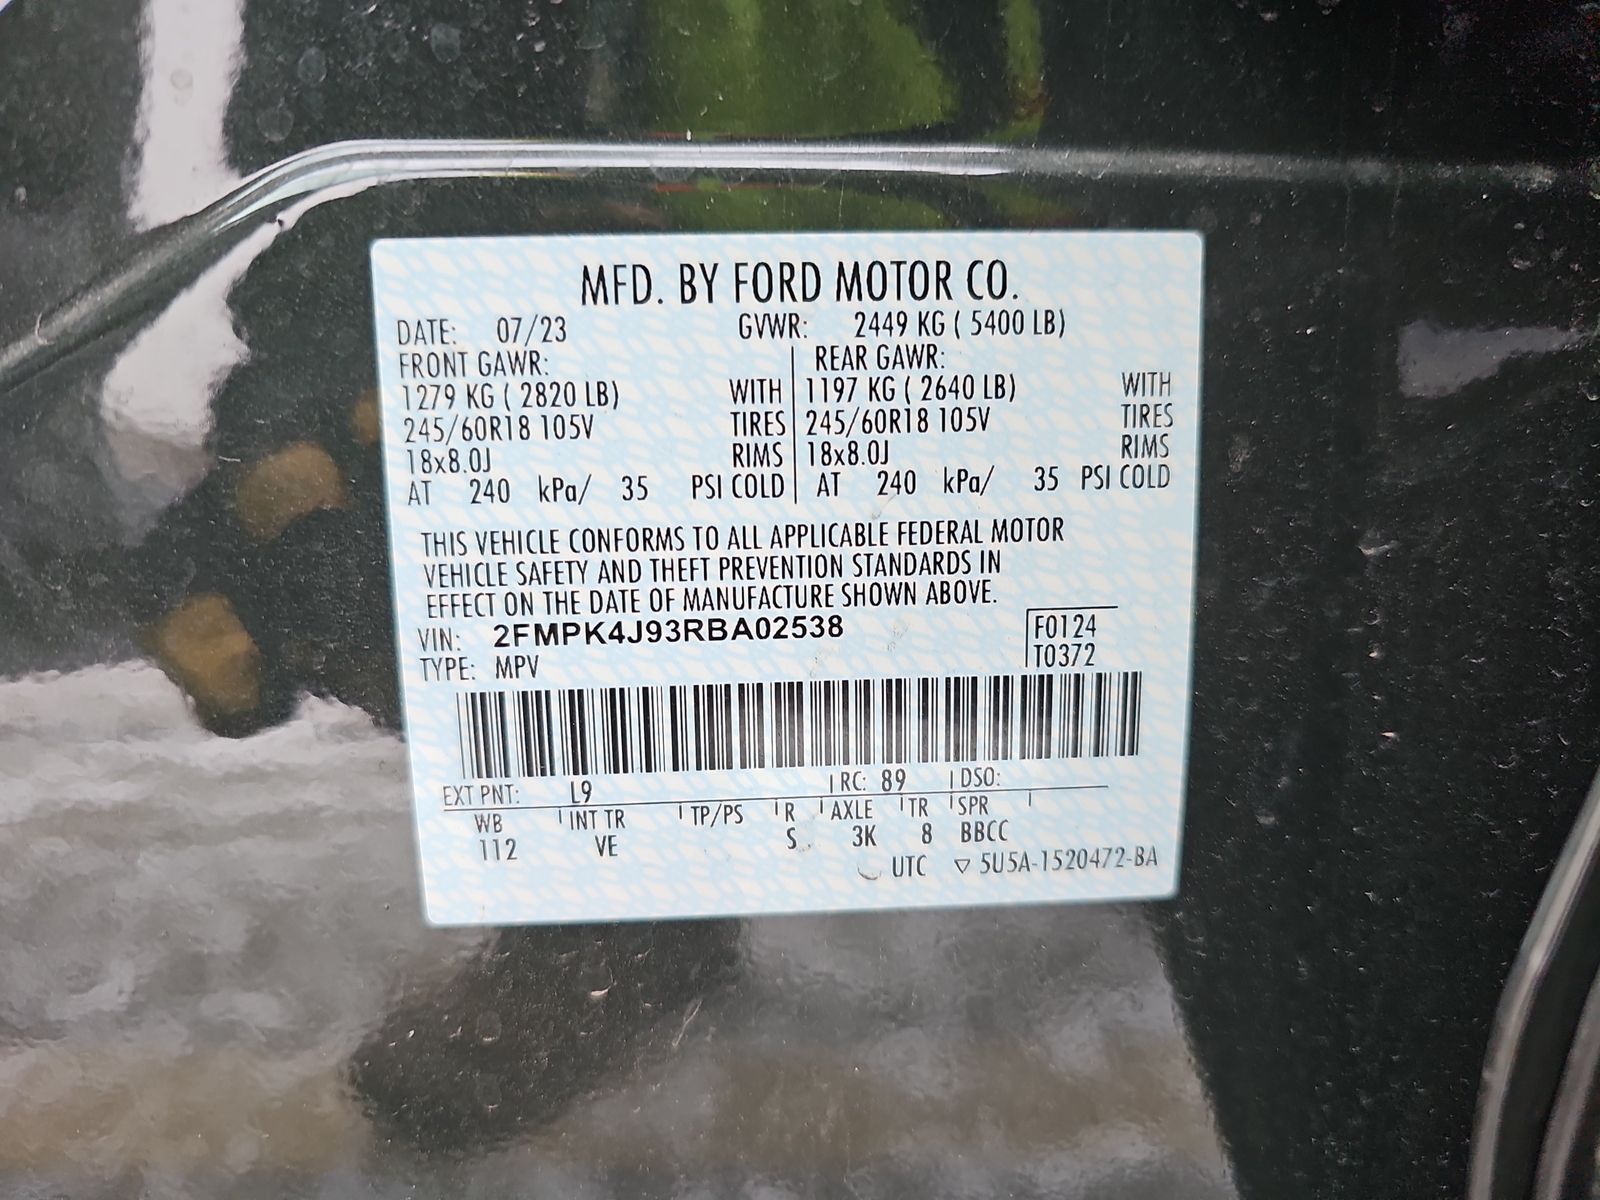 MFD. BY FORD MOTOR CO.
DATE: 07/23 GVWR: 2449 KG ( 5400 LB)
FRONT GAWR: REAR GAWR:
1279 KG ( 2820 LB) WITH 1197 KG ( 2640 LB) WITH
245/60R18 105V TIRES 245/60R18 105V TIRES
18x8.0J RIMS 18x8.0J RIMS
AT 240 kPa/ 35 PSI COLD AT 240 kPa/ 35 PSI COLD
THIS VEHICLE CONFORMS TO ALL APPLICABLE FEDERAL MOTOR
VEHICLE SAFETY AND THEFT PREVENTION STANDARDS IN
EFFECT ON THE DATE OF MANUFACTURE SHOWN ABOVE.
VIN: 2FMPK4J93RBA02538 F0124
TYPE: MPV T0372
EXT PNT: L9 RC: 89 DSO:
WB INT TR TP/PS R AXLE TR SPR
112 VE S 3K 8 BBCC
UTC ▽ 5U5A-1520472-BA